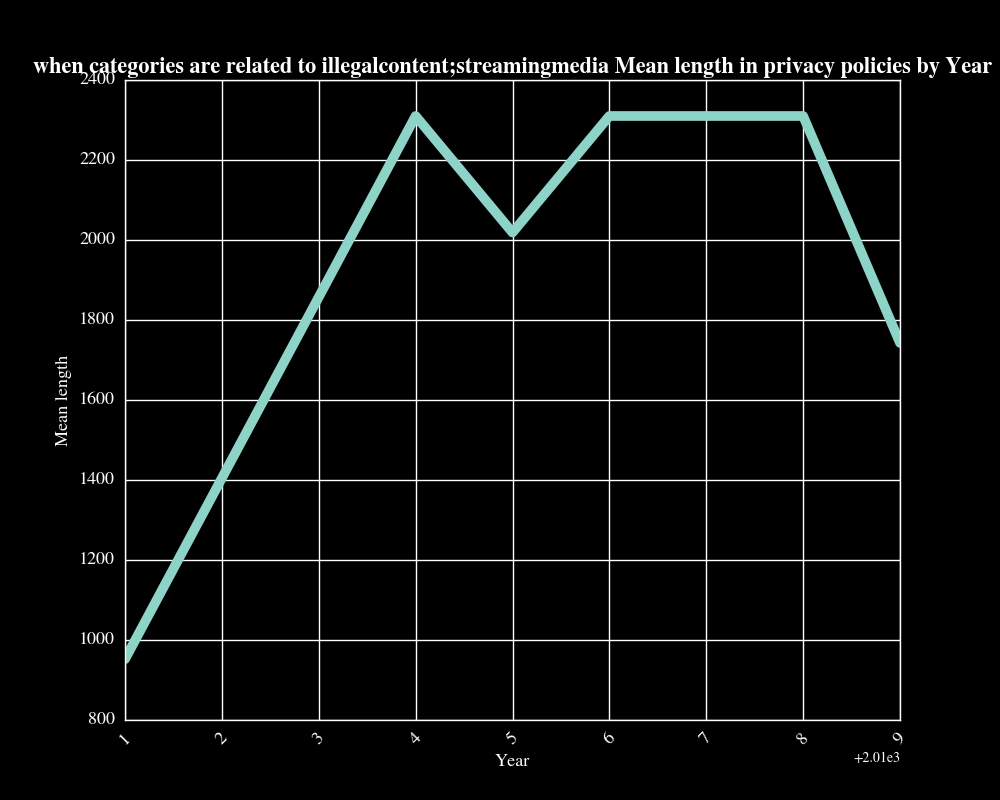 when categories are related to illegalcontent;streamingmedia Mean length in privacy policies by Year
2400
2200
2000
1800
1600
1400
1200
1000
800
Mean length
1 2 3 4 5 6 7 8 9
Year
+2.01e3